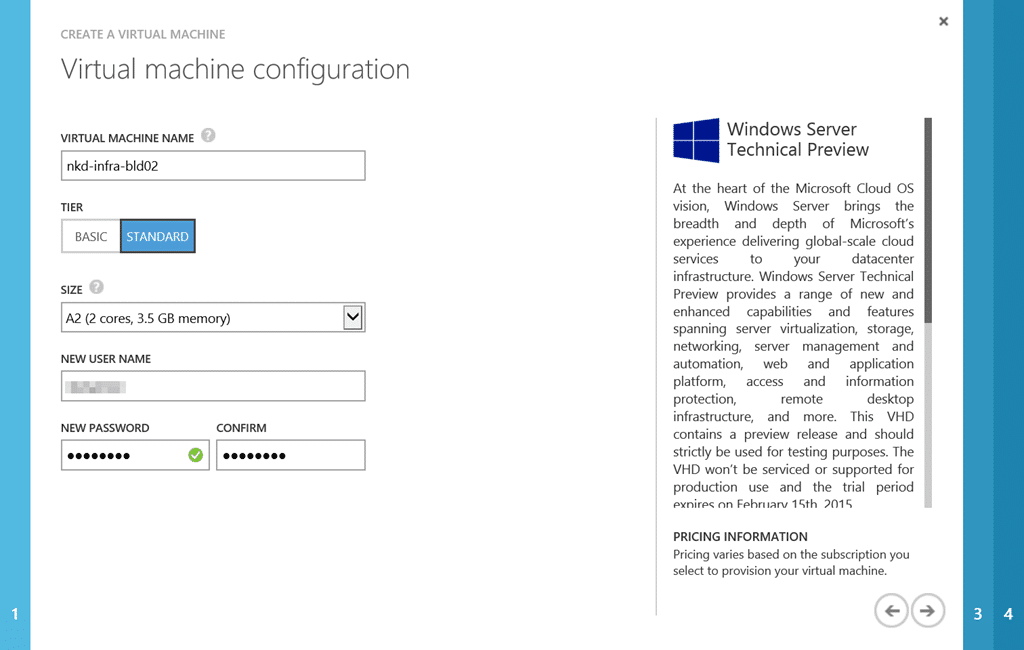 CREATE A VIRTUAL MACHINE
Virtual machine configuration
VIRTUAL MACHINE NAME ?
nkd-infra-bld02
TIER
BASIC STANDARD
SIZE ?
A2 (2 cores, 3.5 GB memory)
NEW USER NAME
NEW PASSWORD CONFIRM
●●●●●●●● ●●●●●●●●
Windows Server
Technical Preview
At the heart of the Microsoft Cloud OS
vision, Windows Server brings the
breadth and depth of Microsoft's
experience delivering global-scale cloud
services to your datacenter
infrastructure. Windows Server Technical
Preview provides a range of new and
enhanced capabilities and features
spanning server virtualization, storage,
networking, server management and
automation, web and application
platform, access and information
protection, remote desktop
infrastructure, and more. This VHD
contains a preview release and should
strictly be used for testing purposes. The
VHD won't be serviced or supported for
production use and the trial period
expires on February 15th, 2015
PRICING INFORMATION
Pricing varies based on the subscription you
select to provision your virtual machine.
1
3 4